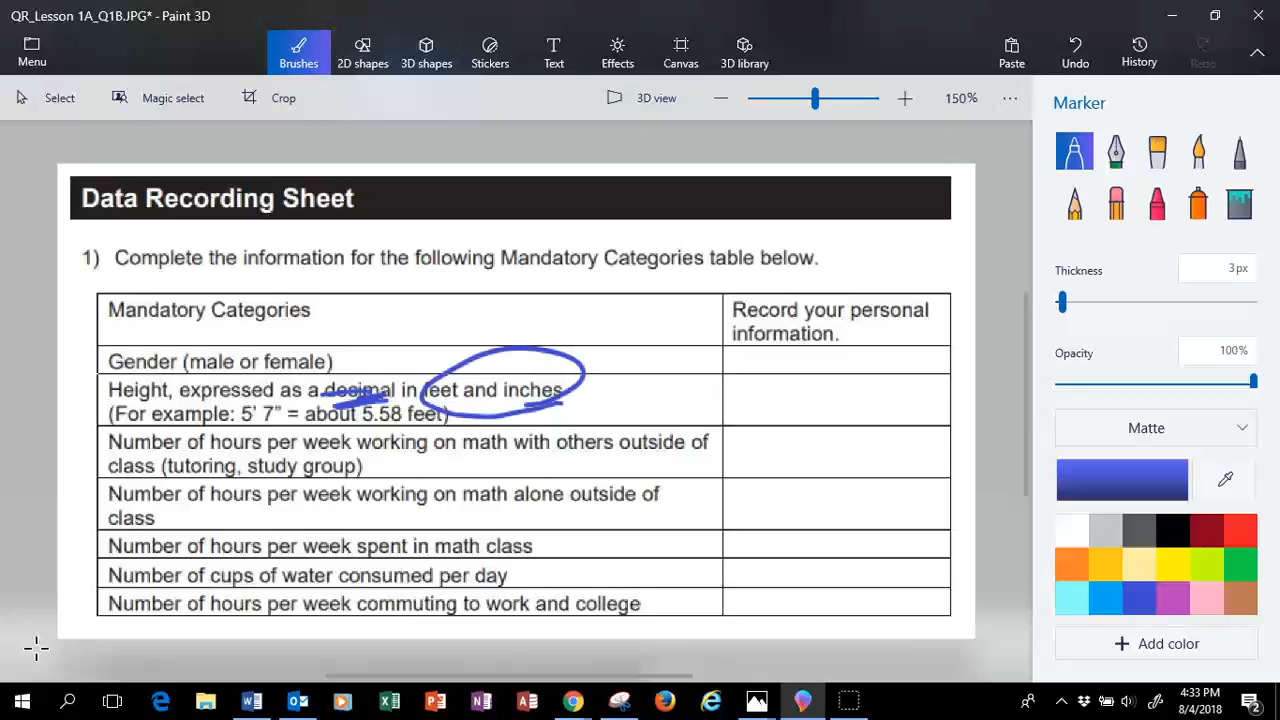 QR_Lesson 1A_Q1B.JPG* - Paint 3D
Menu
Brushes
2D shapes
3D shapes
Stickers
Text
Effects
Canvas
3D library
Paste
Undo
History
Redo
Select
Magic select
Crop
3D view
150%
Marker
Data Recording Sheet
1) Complete the information for the following Mandatory Categories table below.
Mandatory Categories
Record your personal
information.
Gender (male or female)
Height, expressed as a decimal in feet and inches
(For example: 5' 7" = about 5.58 feet)
Number of hours per week working on math with others outside of
class (tutoring, study group)
Number of hours per week working on math alone outside of
class
Number of hours per week spent in math class
Number of cups of water consumed per day
Number of hours per week commuting to work and college
Thickness
3px
Opacity
100%
Matte
Add color
4:33 PM
8/4/2018
2